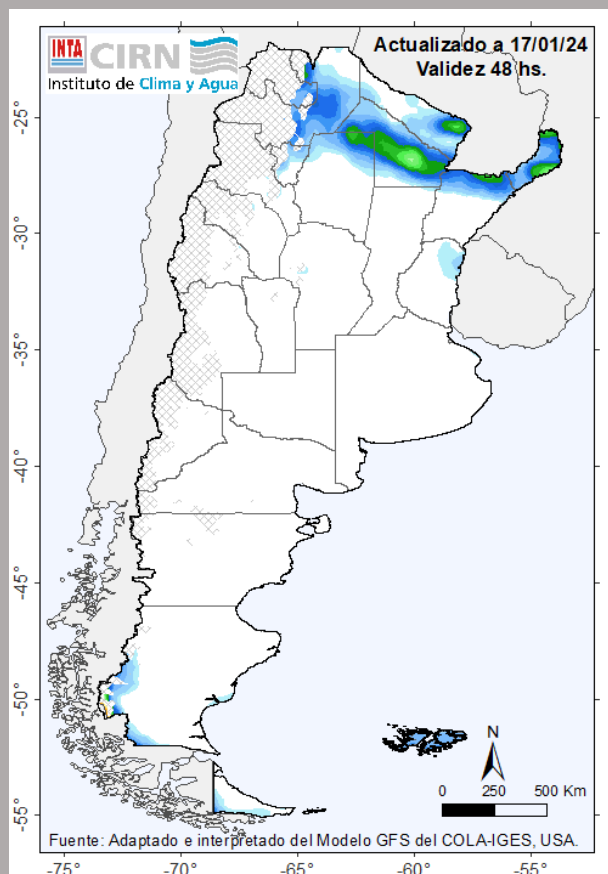 INTA CIRN
Instituto de Clima y Agua
Actualizado a 17/01/24
Validez 48 hs.
-25°
-30°
-35°
-40°
-45°
-50°
-55°
N
0 250 500 Km
Fuente: Adaptado e interpretado del Modelo GFS del COLA-IGES, USA.
-75° -70° -65° -60° -55°